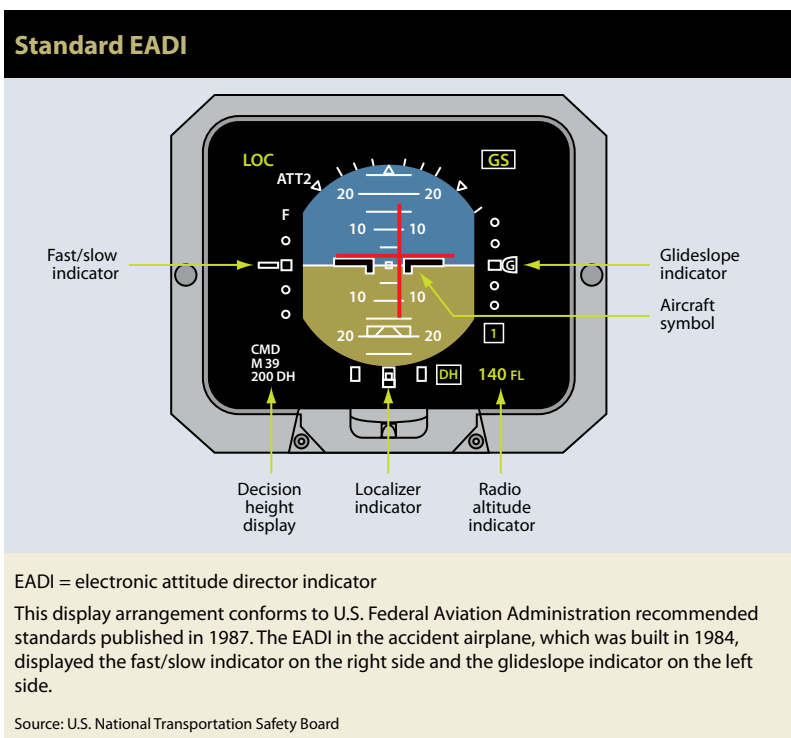 Standard EADI
LOC
GS
ATT2
F
20 20
10 10
Fast/slow
indicator
G
Glideslope
indicator
Aircraft
symbol
10 10
20 20
1
CMD
M 39
200 DH
DH
140 FL
Decision
height
display
Localizer
indicator
Radio
altitude
indicator
EADI = electronic attitude director indicator
This display arrangement conforms to U.S. Federal Aviation Administration recommended
standards published in 1987. The EADI in the accident airplane, which was built in 1984,
displayed the fast/slow indicator on the right side and the glideslope indicator on the left
side.
Source: U.S. National Transportation Safety Board